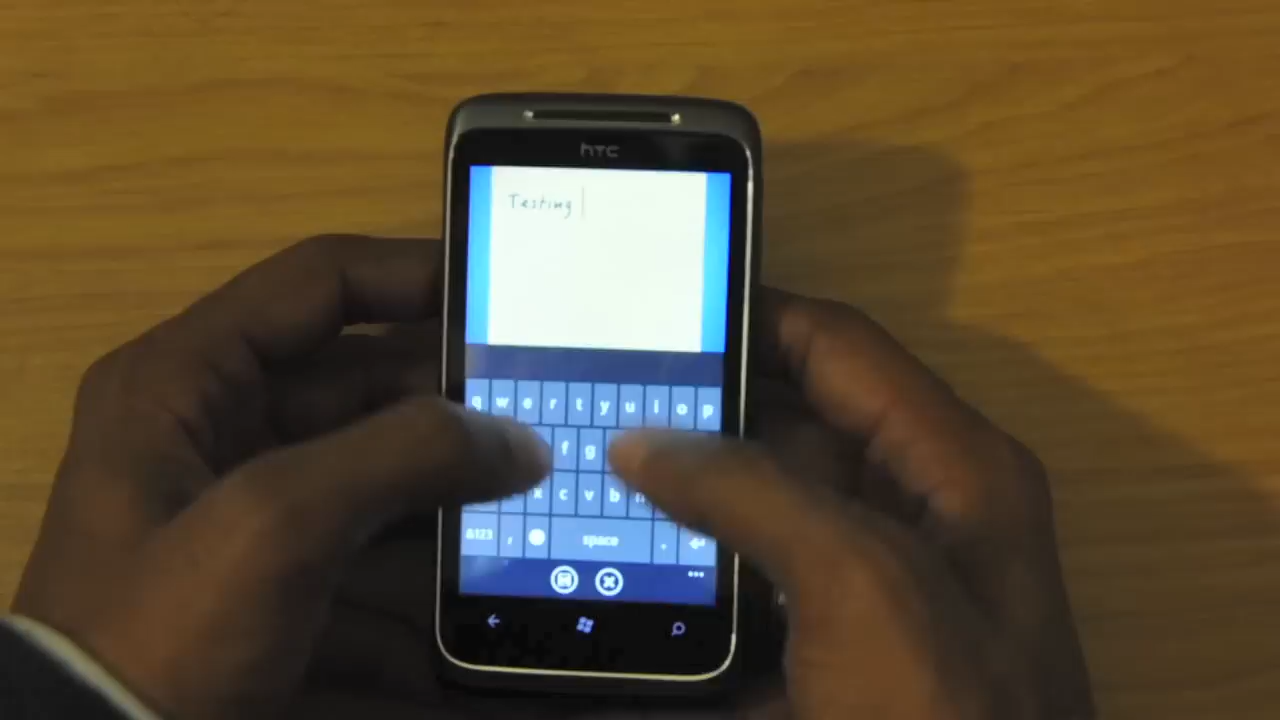 hTC
Testing
q w e r t y u i o p
f g
x c v b n
&123 , space .